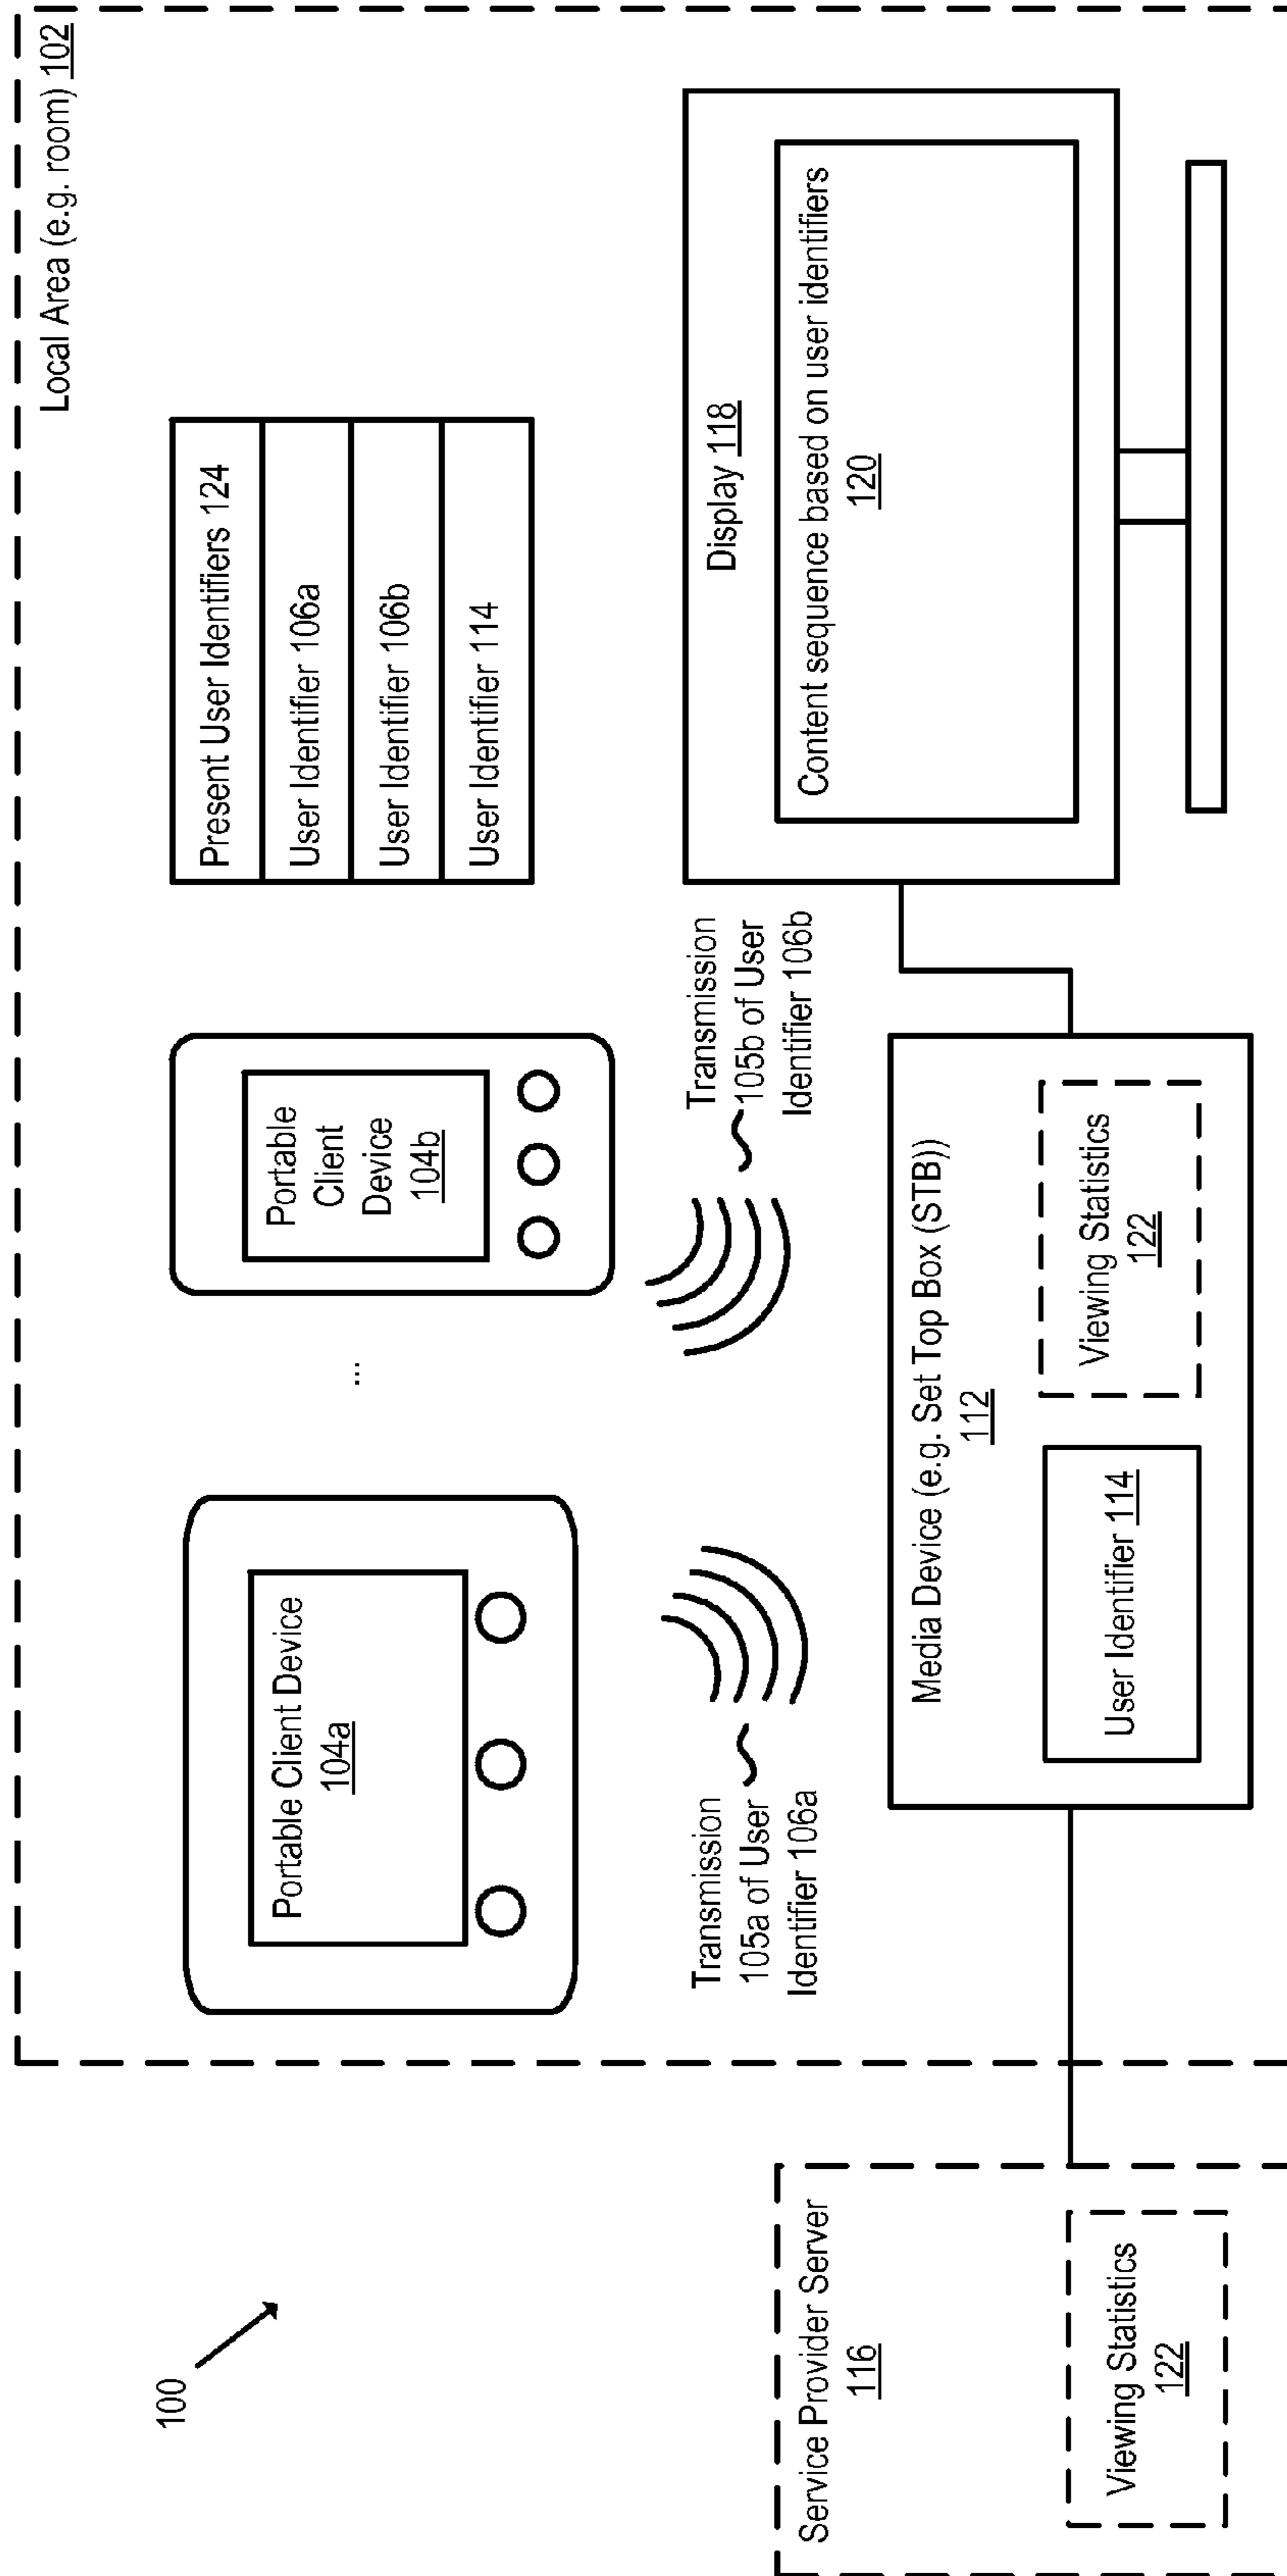 100
Local Area (e.g. room) 102
Portable Client Device
104a
...
Portable
Client
Device
104b
Present User Identifiers 124
User Identifier 106a
User Identifier 106b
User Identifier 114
Transmission
105a of User
Identifier 106a
Transmission
105b of User
Identifier 106b
Display 118
Content sequence based on user identifiers
120
Service Provider Server
116
Viewing Statistics
122
Media Device (e.g. Set Top Box (STB))
112
User Identifier 114
Viewing Statistics
122